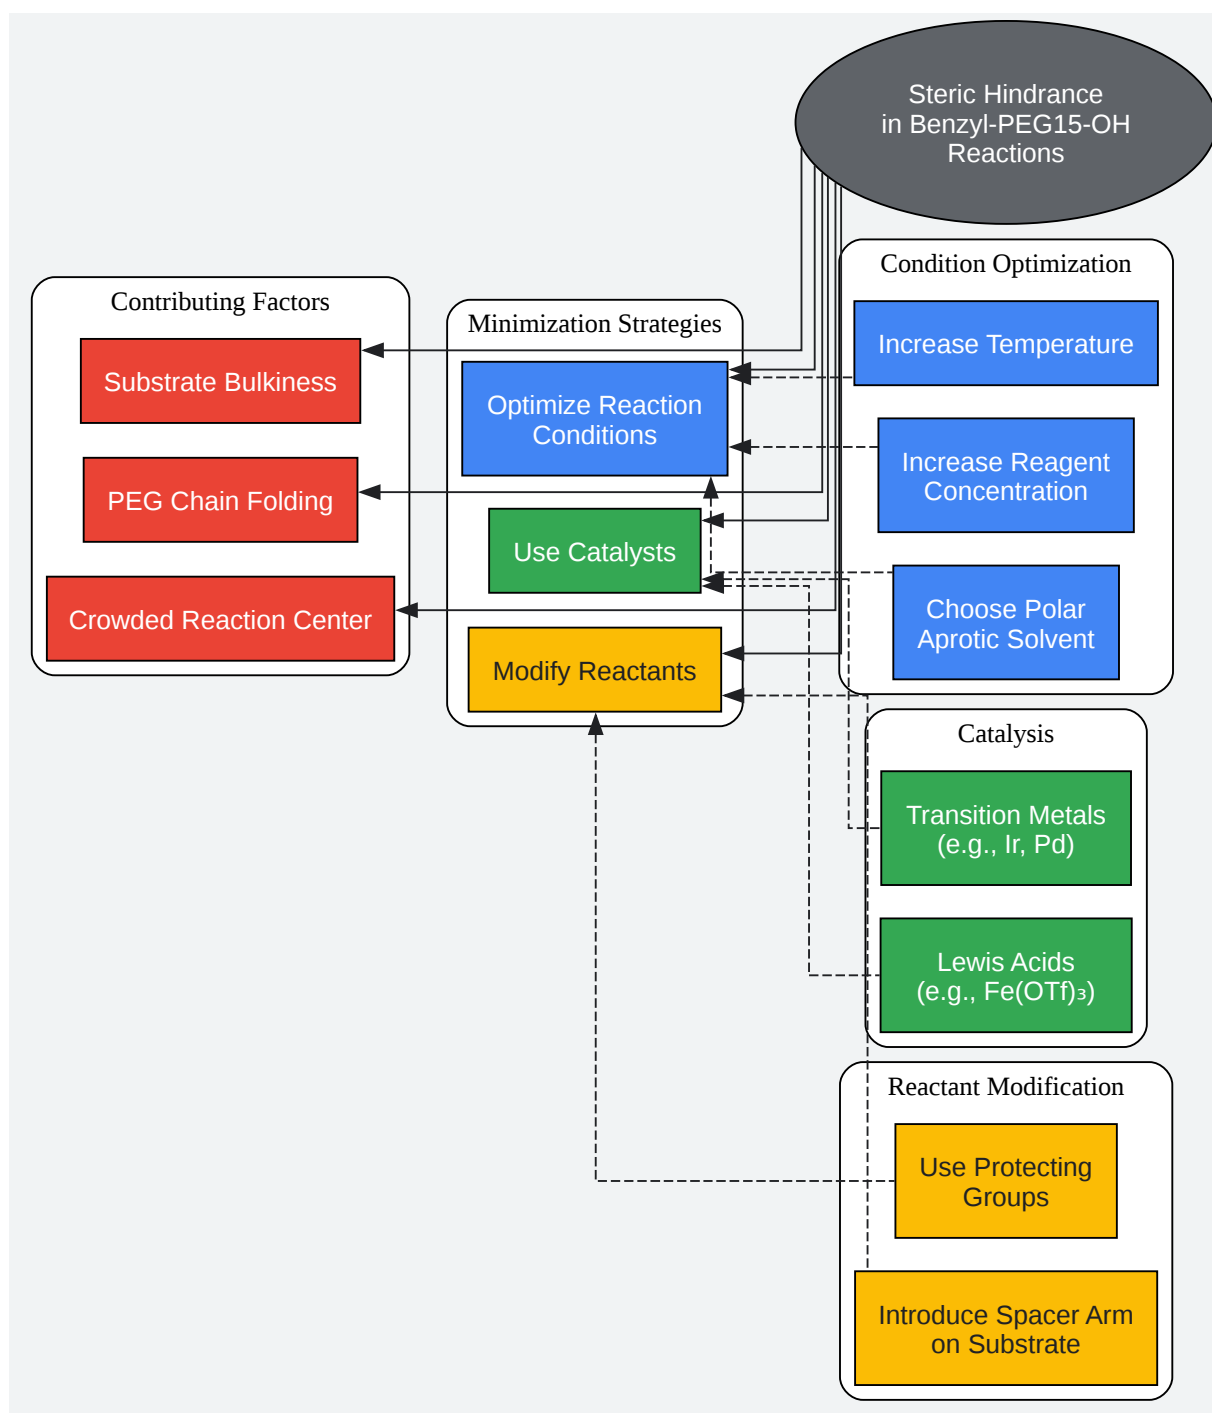 Steric Hindrance
in Benzyl-PEG15-OH
Reactions
Contributing Factors
Substrate Bulkiness
PEG Chain Folding
Crowded Reaction Center
Minimization Strategies
Optimize Reaction
Conditions
Use Catalysts
Modify Reactants
Condition Optimization
Increase Temperature
Increase Reagent
Concentration
Choose Polar
Aprotic Solvent
Catalysis
Transition Metals
(e.g., Ir, Pd)
Lewis Acids
(e.g., Fe(OTf)₃)
Reactant Modification
Use Protecting
Groups
Introduce Spacer Arm
on Substrate